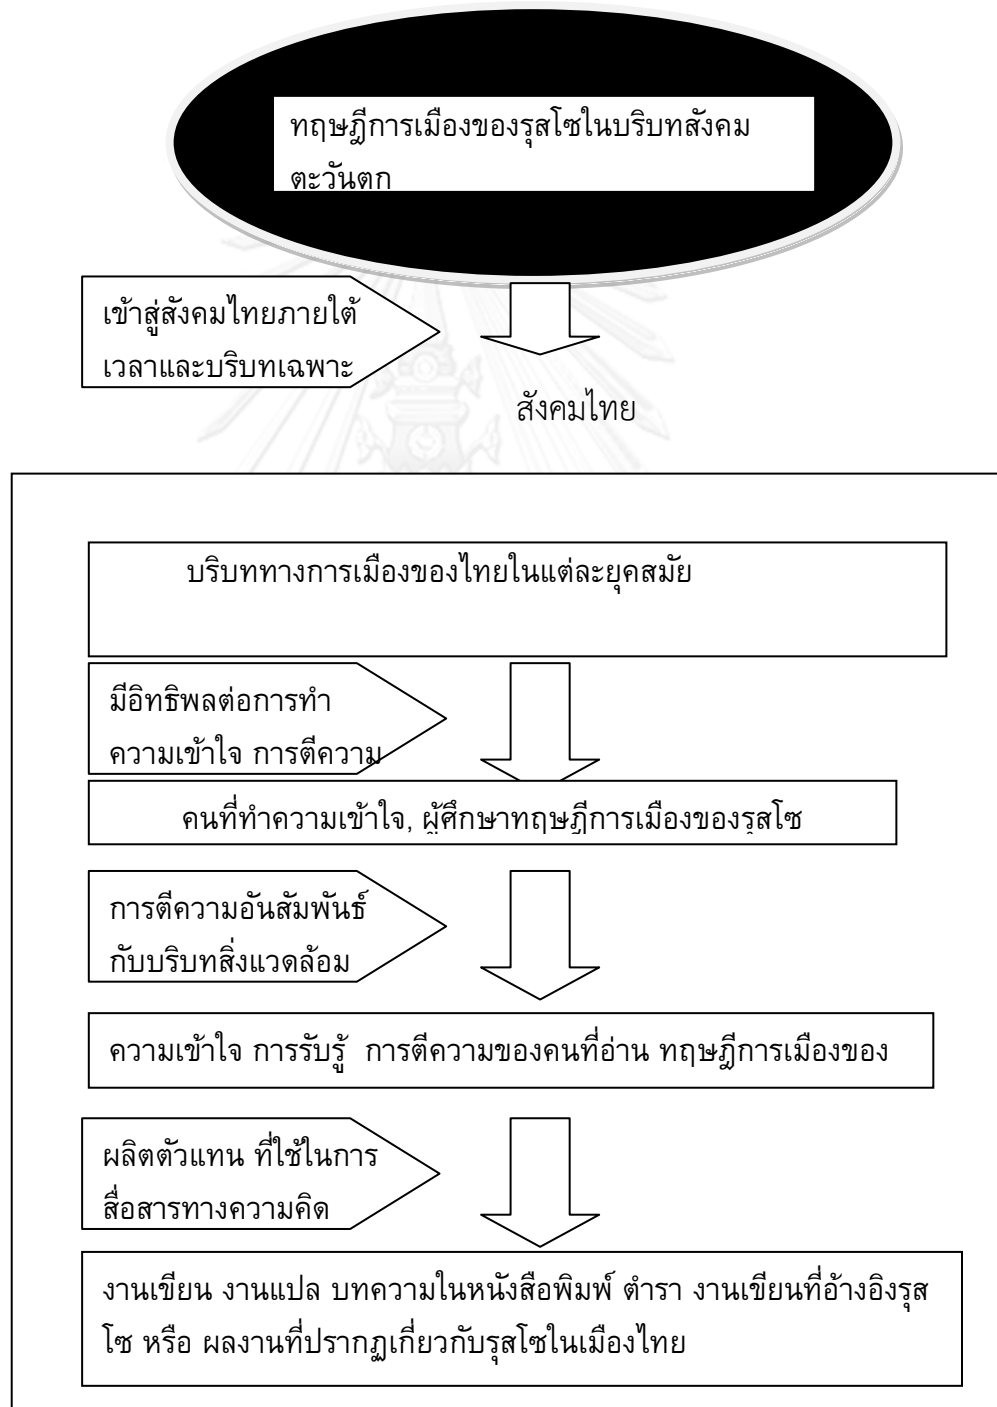 ทฤษฎีการเมืองของรุสโซในบริบทสังคม
ตะวันตก
เข้าสู่สังคมไทยภายใต้
เวลาและบริบทเฉพาะ
สังคมไทย
บริบททางการเมืองของไทยในแต่ละยุคสมัย
มีอิทธิพลต่อการทำ
ความเข้าใจ การตีความ
คนที่ทำความเข้าใจ, ผู้ศึกษาทฤษฎีการเมืองของรุสโซ
การตีความอันสัมพันธ์
กับบริบทสิ่งแวดล้อม
ความเข้าใจ การรับรู้ การตีความของคนที่อ่าน ทฤษฎีการเมืองของ
ผลิตตัวแทน ที่ใช้ในการ
สื่อสารทางความคิด
งานเขียน งานแปล บทความในหนังสือพิมพ์ ตำรา งานเขียนที่อ้างอิงรุส
โซ หรือ ผลงานที่ปรากฏเกี่ยวกับรุสโซในเมืองไทย